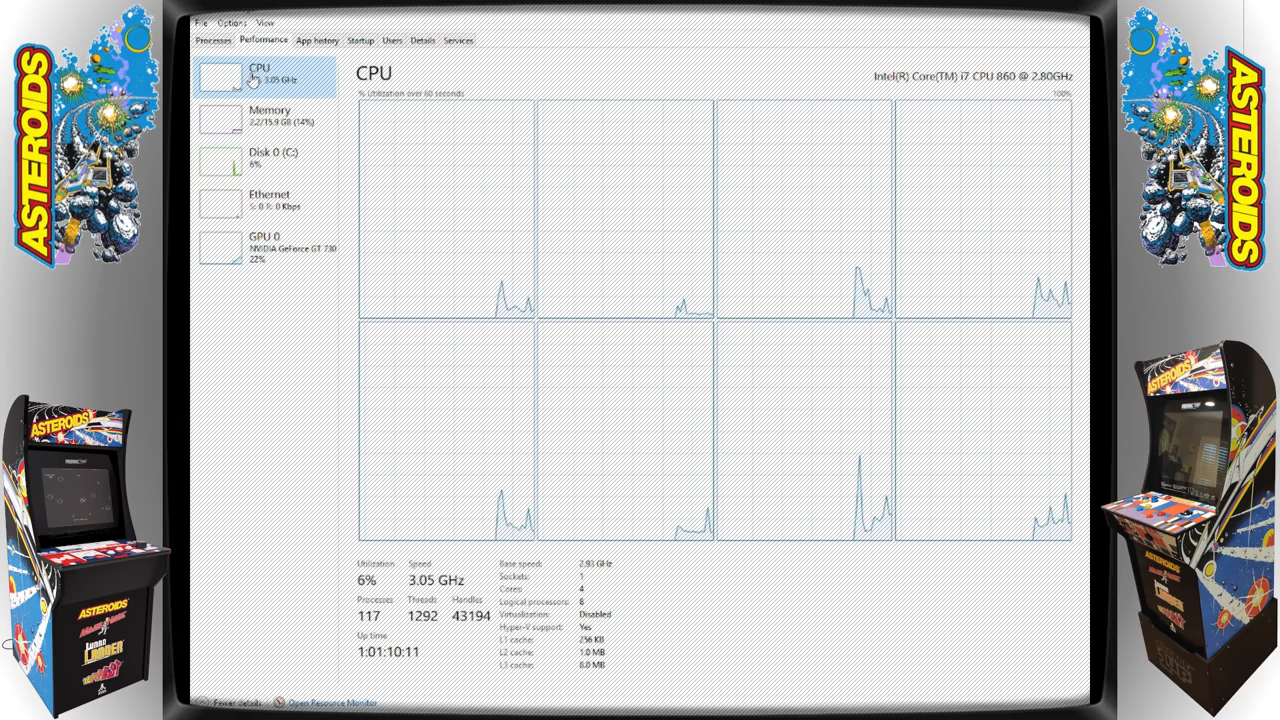 File Options View
Processes Performance App history Startup Users Details Services
CPU
3.05 GHz
Memory
2.2/15.9 GB (14%)
Disk 0 (C:)
6%
Ethernet
S: 0 R: 0 Kbps
GPU 0
NVIDIA GeForce GT 730
22%
CPU
Intel(R) Core(TM) i7 CPU 860 @ 2.80GHz
% Utilization over 60 seconds
100%
Utilization Speed
6% 3.05 GHz
Processes Threads Handles
117 1292 43194
Up time
1:01:10:11
Base speed: 2.93 GHz
Sockets: 1
Cores: 4
Logical processors: 8
Virtualization: Disabled
Hyper-V support: Yes
L1 cache: 256 KB
L2 cache: 1.0 MB
L3 cache: 8.0 MB
Fewer details Open Resource Monitor
ASTEROIDS
ASTEROIDS
ASTEROIDS
ASTEROIDS
LUNAR
LANDER
TEMPEST
ATARI
ASTEROIDS
ASTEROIDS
LANDER